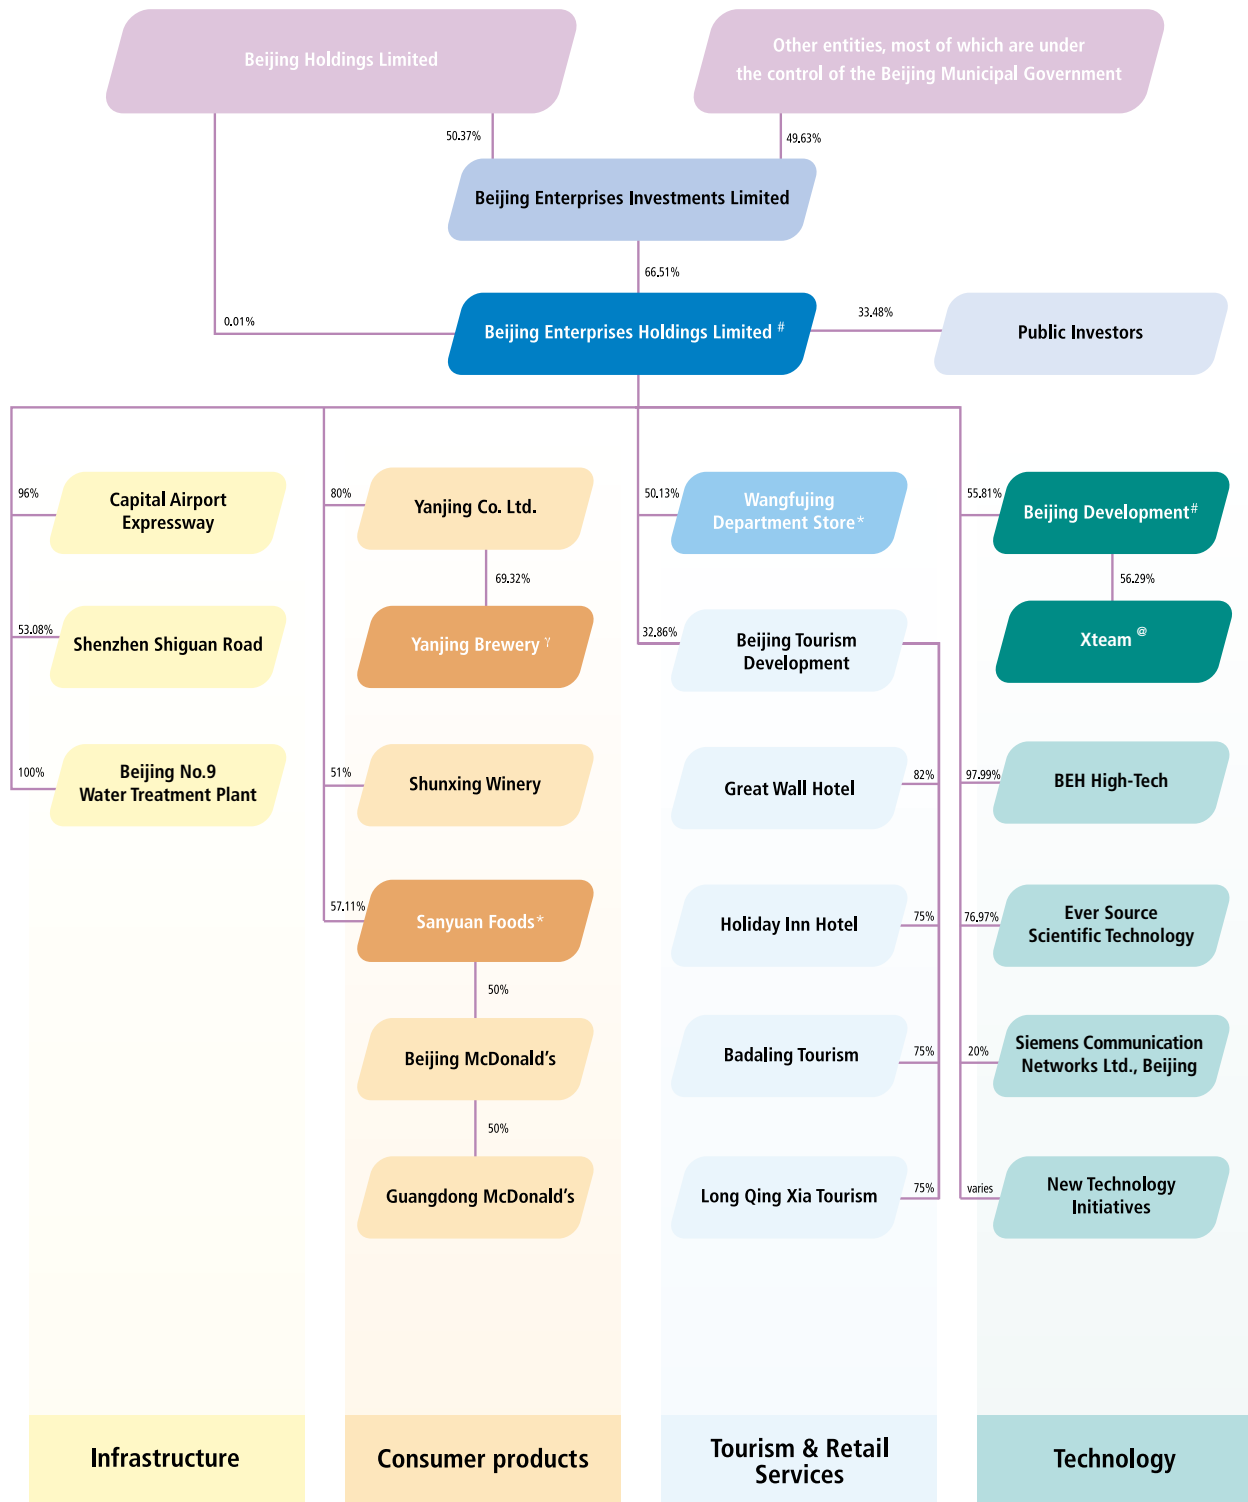 Beijing Holdings Limited
Other entities, most of which are under
the control of the Beijing Municipal Government
50.37%
49.63%
Beijing Enterprises Investments Limited
66.51%
0.01%
Beijing Enterprises Holdings Limited #
33.48%
Public Investors
96%
Capital Airport
Expressway
53.08%
Shenzhen Shiguan Road
100%
Beijing No.9
Water Treatment Plant
Infrastructure
80%
Yanjing Co. Ltd.
69.32%
Yanjing Brewery γ
51%
Shunxing Winery
57.11%
Sanyuan Foods*
50%
Beijing McDonald's
50%
Guangdong McDonald's
Consumer products
50.13%
Wangfujing
Department Store*
32.86%
Beijing Tourism
Development
Great Wall Hotel
82%
Holiday Inn Hotel
75%
Badaling Tourism
75%
Long Qing Xia Tourism
75%
Tourism & Retail
Services
55.81%
Beijing Development#
56.29%
Xteam @
97.99%
BEH High-Tech
76.97%
Ever Source
Scientific Technology
20%
Siemens Communication
Networks Ltd., Beijing
varies
New Technology
Initiatives
Technology